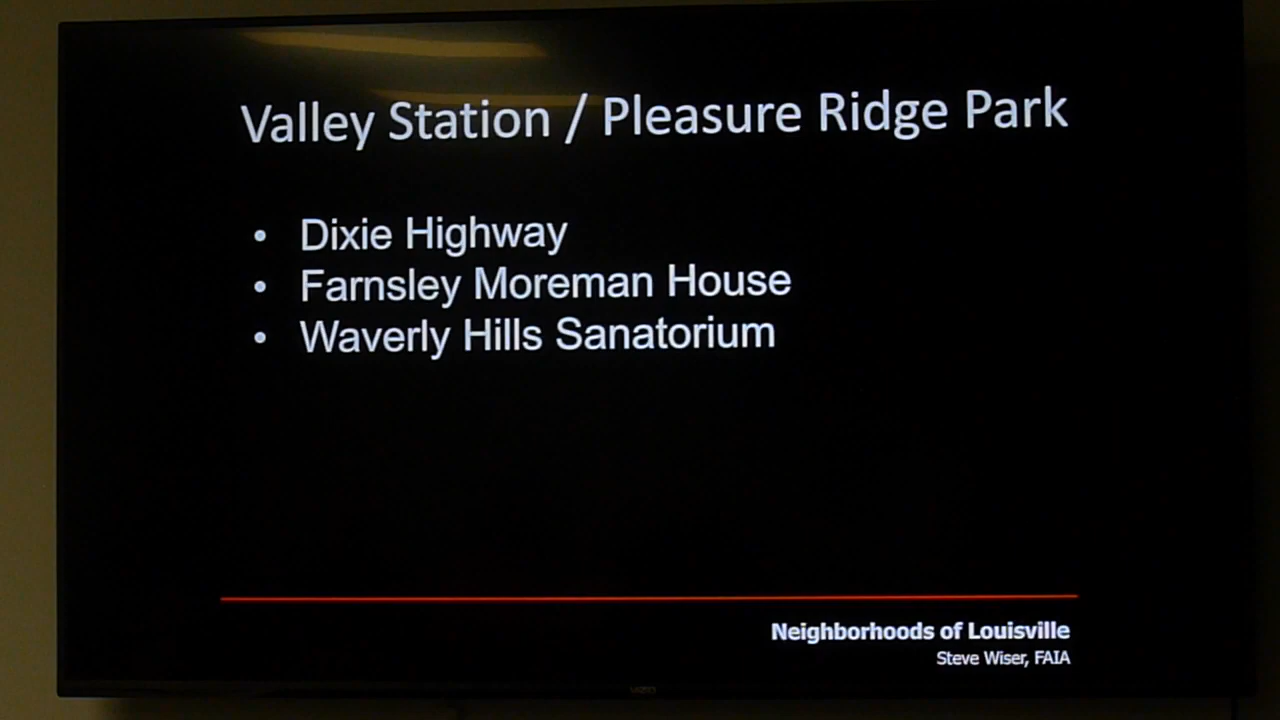 Valley Station / Pleasure Ridge Park
• Dixie Highway
• Farnsley Moreman House
• Waverly Hills Sanatorium
Neighborhoods of Louisville
Steve Wiser, FAIA
VIZIO